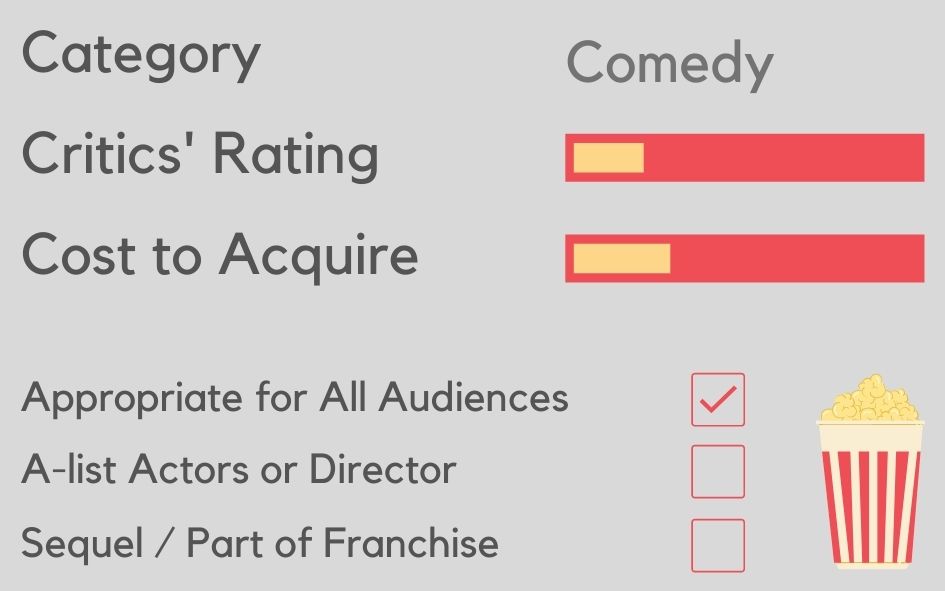 Category
Comedy
Critics' Rating
Cost to Acquire
Appropriate for All Audiences
A-list Actors or Director
Sequel / Part of Franchise